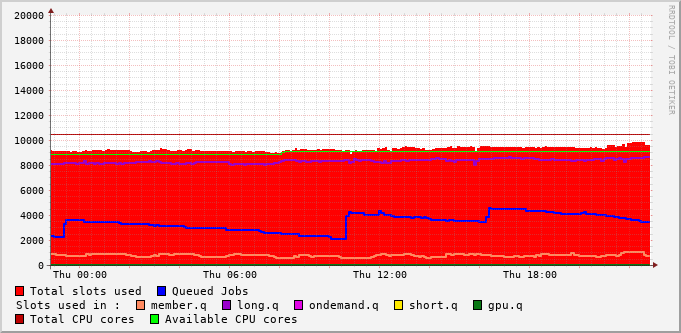 20000
18000
16000
14000
12000
10000
8000
6000
4000
2000
0
Thu 00:00 Thu 06:00 Thu 12:00 Thu 18:00
RRDTOOL / TOBI OETIKER
Total slots used Queued Jobs
Slots used in : member.q long.q ondemand.q short.q gpu.q
Total CPU cores Available CPU cores